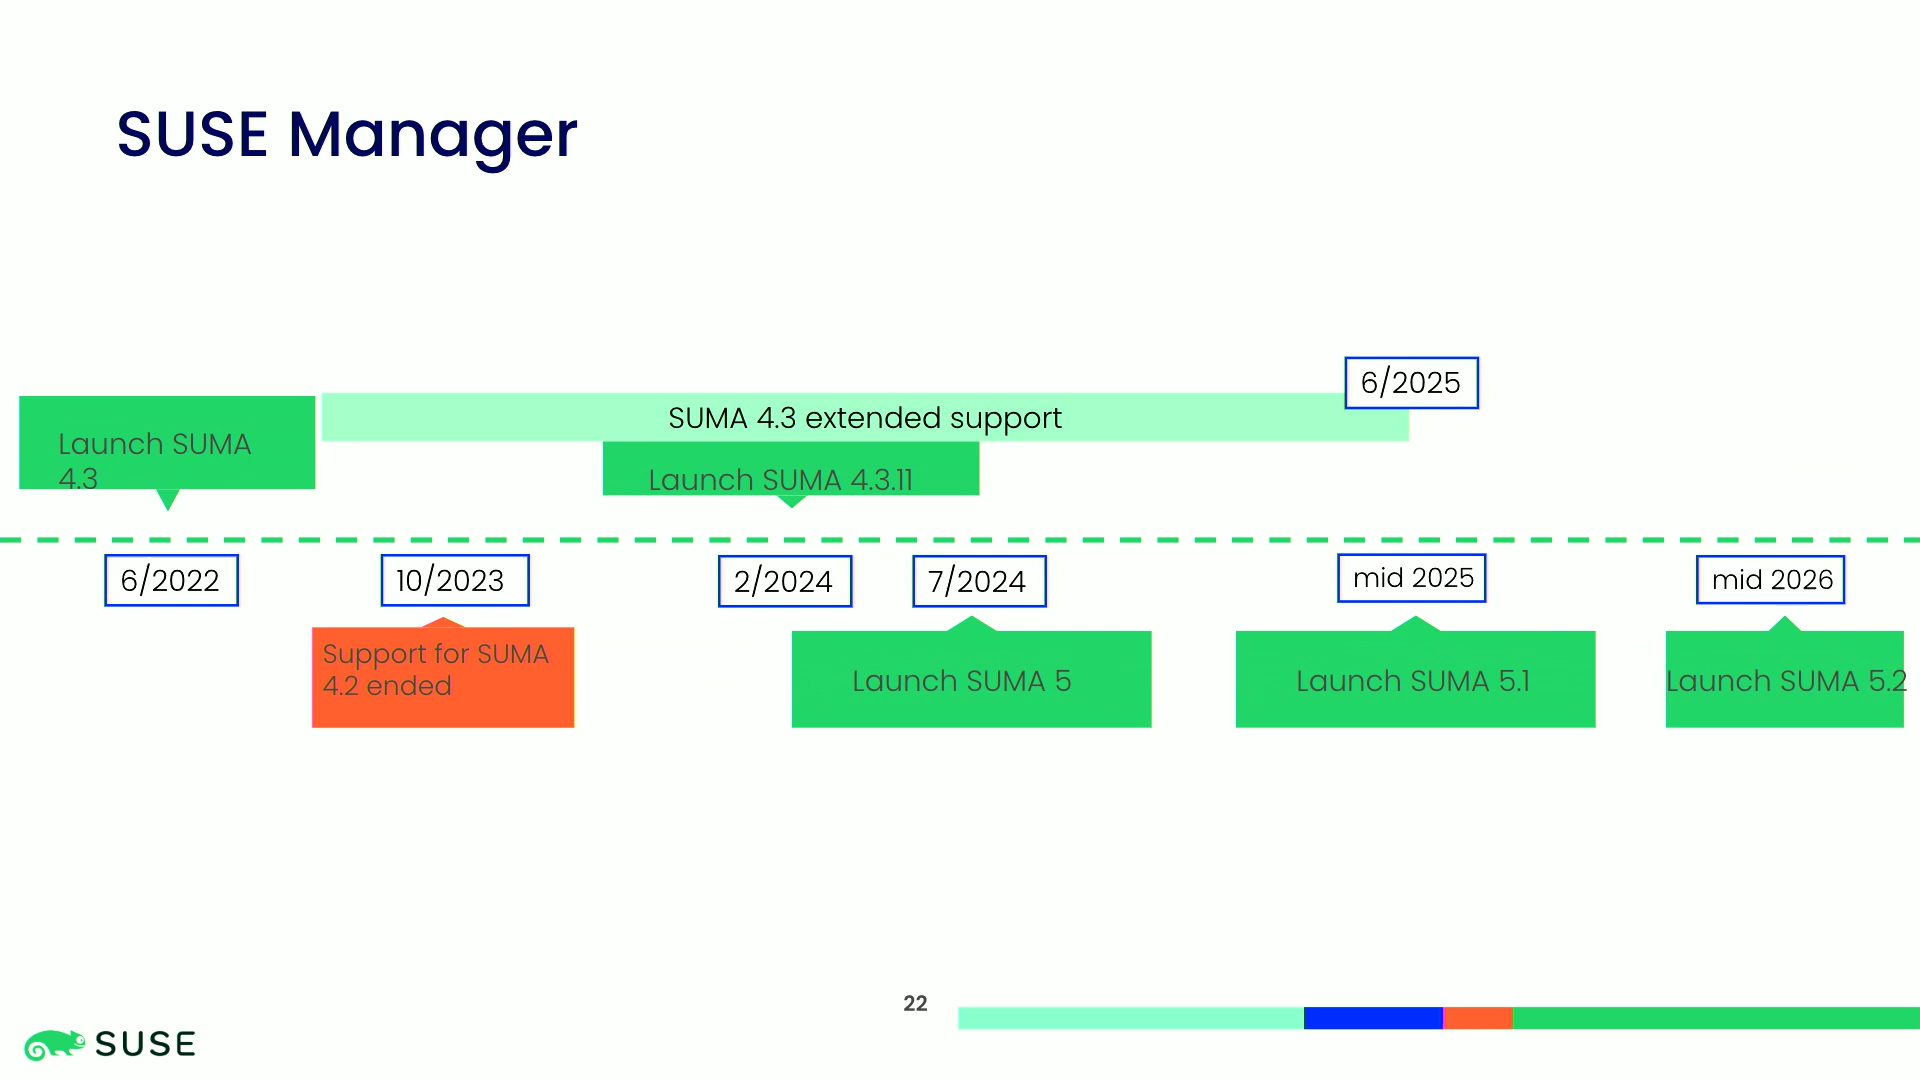 SUSE Manager
6/2025
SUMA 4.3 extended support
Launch SUMA
4.3
Launch SUMA 4.3.11
6/2022
10/2023
2/2024
7/2024
mid 2025
mid 2026
Support for SUMA
4.2 ended
Launch SUMA 5
Launch SUMA 5.1
Launch SUMA 5.2
22
SUSE